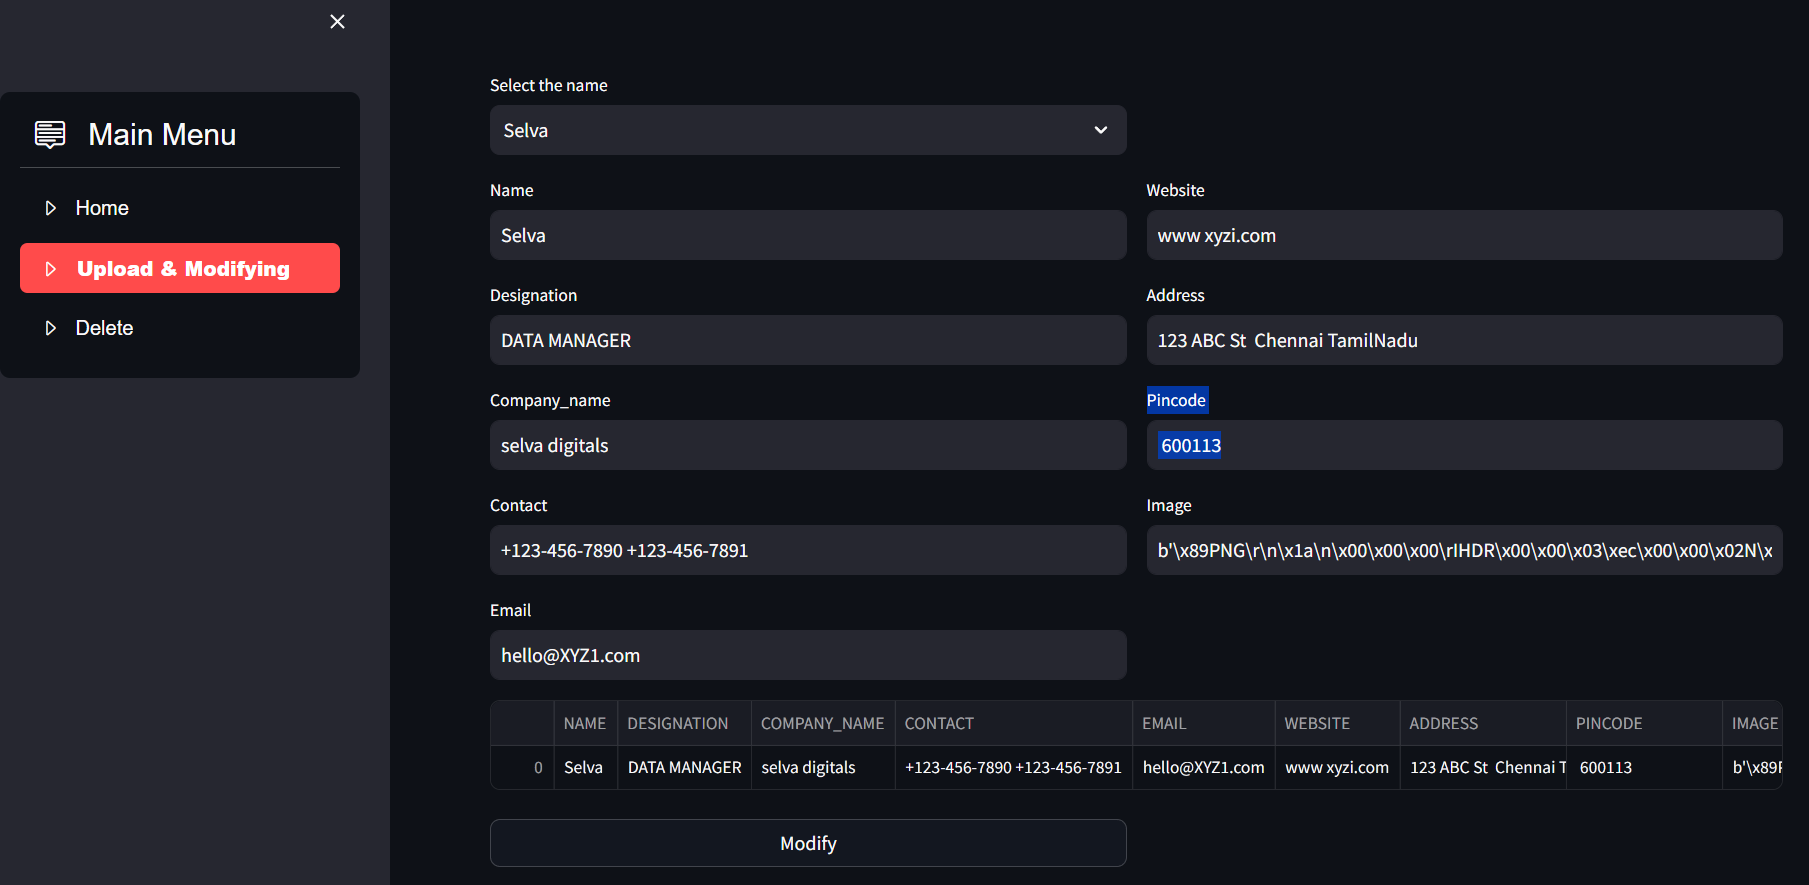 Main Menu
Home
Upload & Modifying
Delete
Select the name
Selva
Name
Selva
Website
www xyzi.com
Designation
DATA MANAGER
Address
123 ABC St  Chennai TamilNadu
Company_name
selva digitals
Pincode
600113
Contact
+123-456-7890 +123-456-7891
Image
b'\x89PNG\r\n\x1a\n\x00\x00\x00\rIHDR\x00\x00\x03\xec\x00\x00\x02N\x
Email
hello@XYZ1.com
NAME DESIGNATION COMPANY_NAME CONTACT EMAIL WEBSITE ADDRESS PINCODE IMAGE
0 Selva DATA MANAGER selva digitals +123-456-7890 +123-456-7891 hello@XYZ1.com www xyzi.com 123 ABC St  Chennai T 600113 b'\x89P
Modify